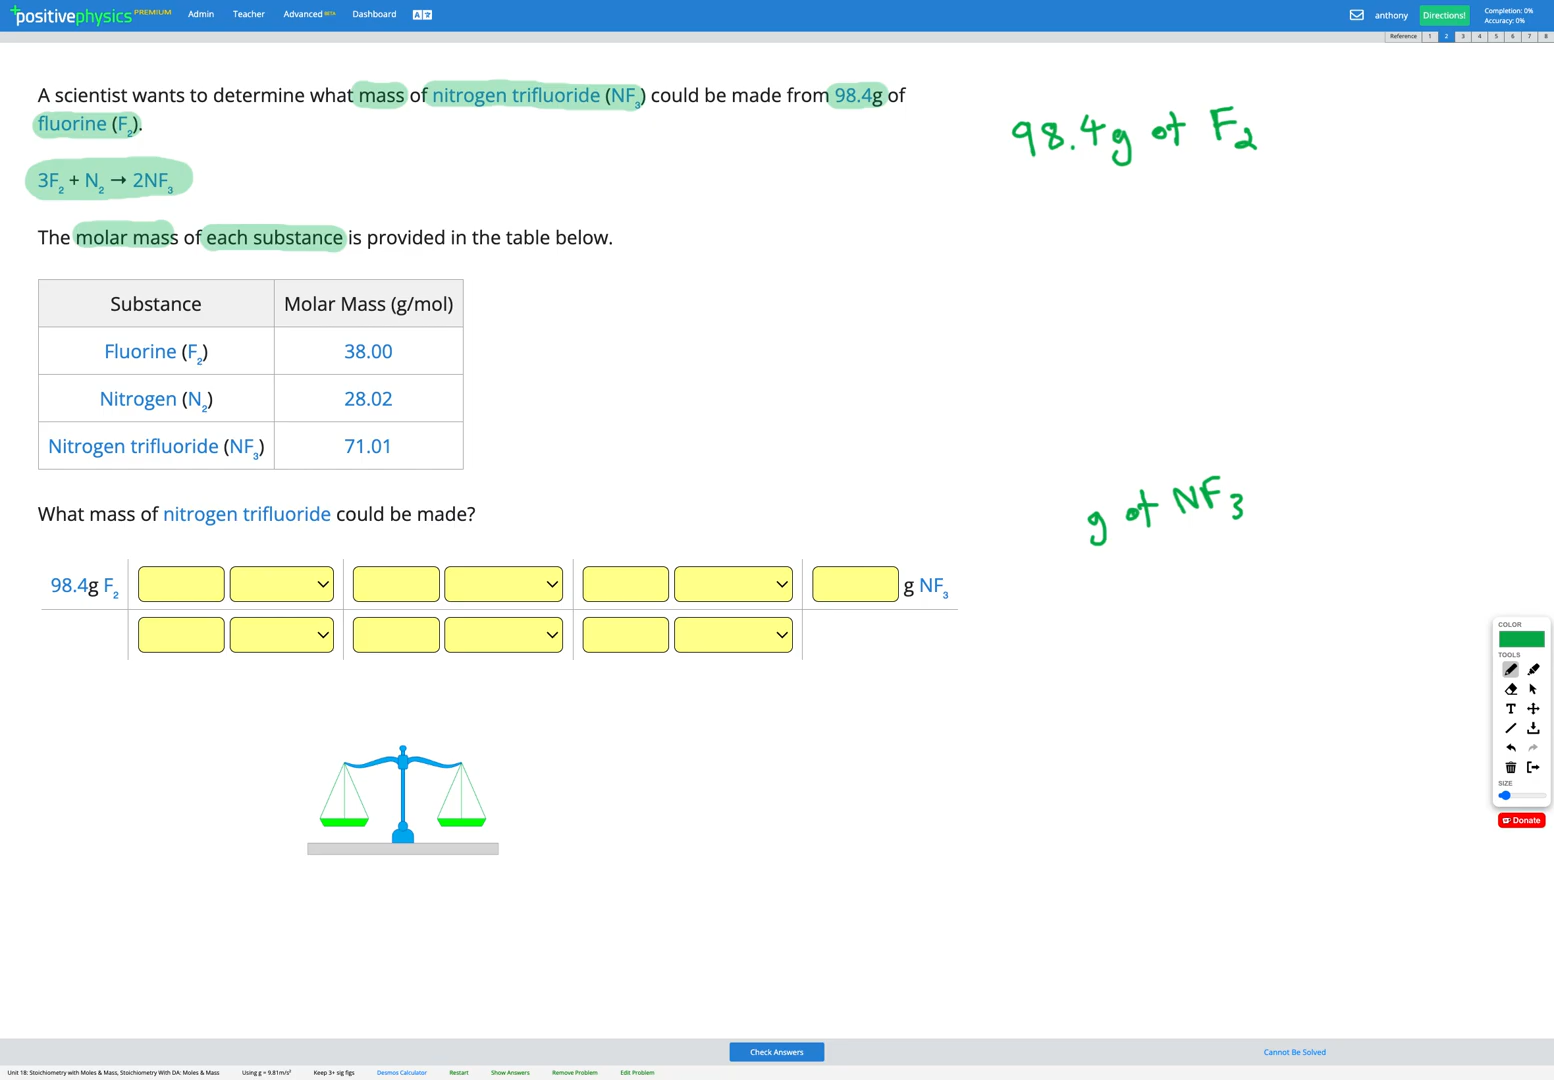 +positivephysics PREMIUM Admin Teacher Advanced BETA Dashboard A anthony Directions! Completion: 0%
Accuracy: 0%
Reference 1 2 3 4 5 6 7 8
A scientist wants to determine what mass of nitrogen trifluoride (NF₃) could be made from 98.4g of
fluorine (F₂).
98.4g of F₂
3F₂ + N₂ → 2NF₃
The molar mass of each substance is provided in the table below.
Substance Molar Mass (g/mol)
Fluorine (F₂) 38.00
Nitrogen (N₂) 28.02
Nitrogen trifluoride (NF₃) 71.01
g of NF₃
What mass of nitrogen trifluoride could be made?
98.4g F₂ g NF₃
COLOR
TOOLS
T
SIZE
Donate
Check Answers Cannot Be Solved
Unit 18: Stoichiometry with Moles & Mass, Stoichiometry With DA: Moles & Mass Using g = 9.81m/s² Keep 3+ sig figs Desmos Calculator Restart Show Answers Remove Problem Edit Problem